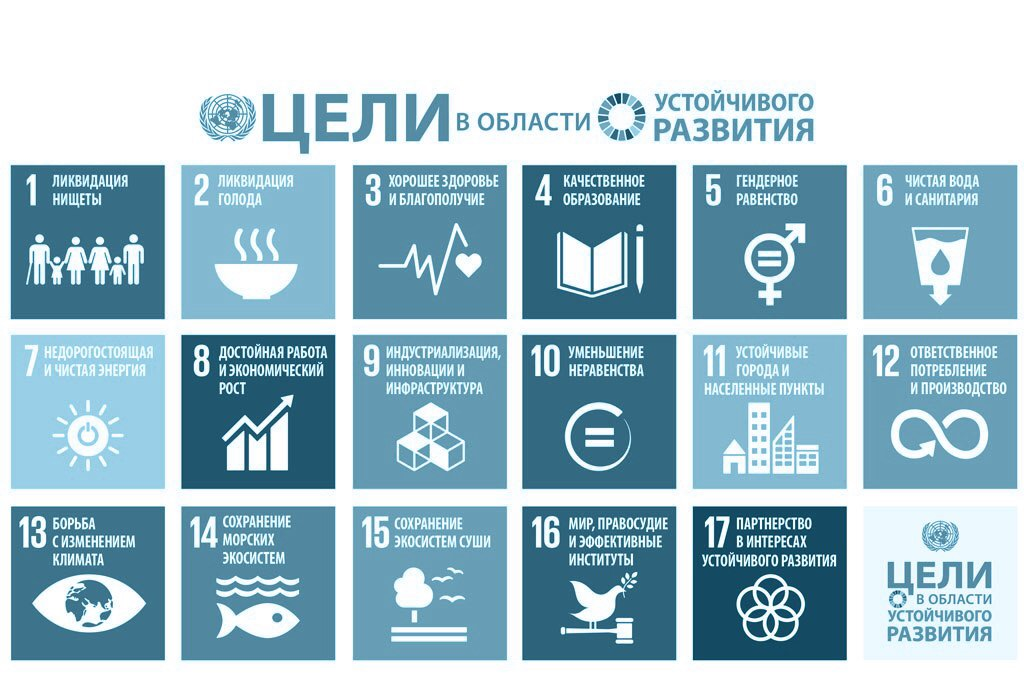 ЦЕЛИ В ОБЛАСТИ УСТОЙЧИВОГО
РАЗВИТИЯ
1 ЛИКВИДАЦИЯ
НИЩЕТЫ
2 ЛИКВИДАЦИЯ
ГОЛОДА
3 ХОРОШЕЕ ЗДОРОВЬЕ
И БЛАГОПОЛУЧИЕ
4 КАЧЕСТВЕННОЕ
ОБРАЗОВАНИЕ
5 ГЕНДЕРНОЕ
РАВЕНСТВО
6 ЧИСТАЯ ВОДА
И САНИТАРИЯ
7 НЕДОРОГОСТОЯЩАЯ
И ЧИСТАЯ ЭНЕРГИЯ
8 ДОСТОЙНАЯ РАБОТА
И ЭКОНОМИЧЕСКИЙ
РОСТ
9 ИНДУСТРИАЛИЗАЦИЯ,
ИННОВАЦИИ И
ИНФРАСТРУКТУРА
10 УМЕНЬШЕНИЕ
НЕРАВЕНСТВА
11 УСТОЙЧИВЫЕ
ГОРОДА И
НАСЕЛЕННЫЕ ПУНКТЫ
12 ОТВЕТСТВЕННОЕ
ПОТРЕБЛЕНИЕ
И ПРОИЗВОДСТВО
13 БОРЬБА
С ИЗМЕНЕНИЕМ
КЛИМАТА
14 СОХРАНЕНИЕ
МОРСКИХ
ЭКОСИСТЕМ
15 СОХРАНЕНИЕ
ЭКОСИСТЕМ СУШИ
16 МИР, ПРАВОСУДИЕ
И ЭФФЕКТИВНЫЕ
ИНСТИТУТЫ
17 ПАРТНЕРСТВО
В ИНТЕРЕСАХ
УСТОЙЧИВОГО РАЗВИТИЯ
ЦЕЛИ
В ОБЛАСТИ
УСТОЙЧИВОГО
РАЗВИТИЯ